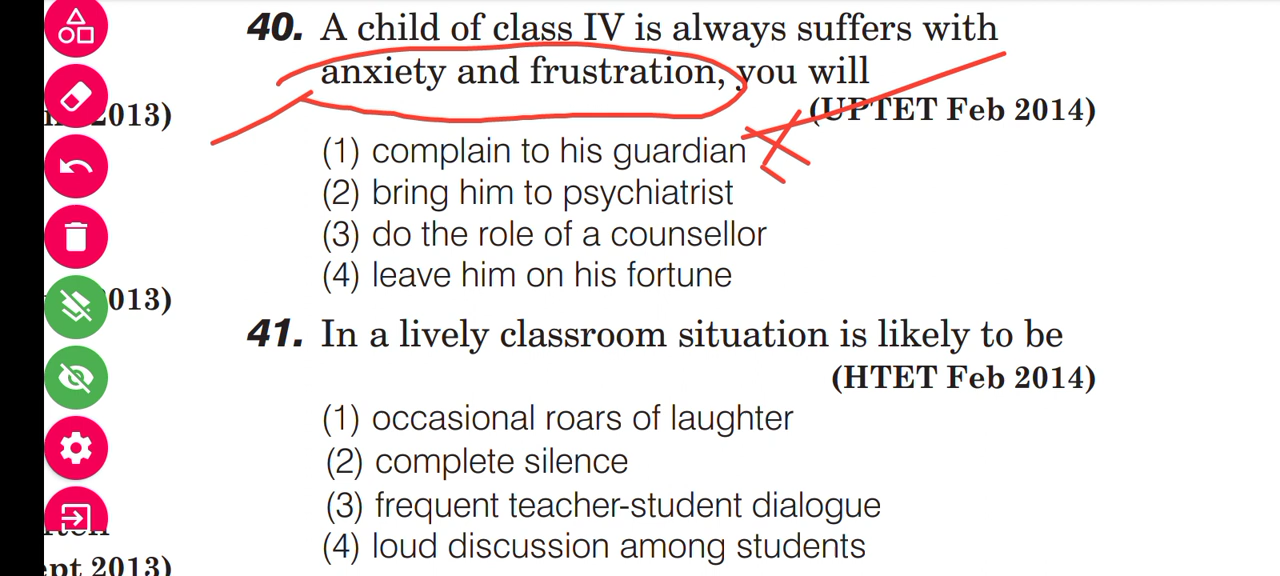 40. A child of class IV is always suffers with
anxiety and frustration, you will
2013)
(UPTET Feb 2014)
(1) complain to his guardian
(2) bring him to psychiatrist
(3) do the role of a counsellor
(4) leave him on his fortune
013)
41. In a lively classroom situation is likely to be
(HTET Feb 2014)
(1) occasional roars of laughter
(2) complete silence
(3) frequent teacher-student dialogue
(4) loud discussion among students
pt 2013)